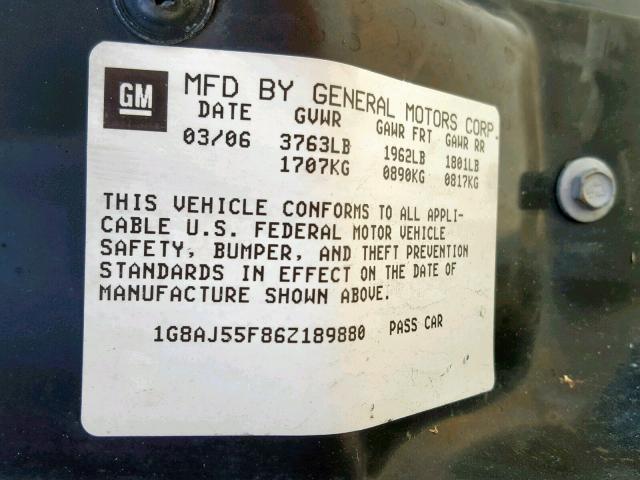 GM MFD BY GENERAL MOTORS CORP.
DATE GVWR GAWR FRT GAWR RR
03/06 3763LB 1962LB 1801LB
1707KG 0890KG 0817KG
THIS VEHICLE CONFORMS TO ALL APPLI-
CABLE U.S. FEDERAL MOTOR VEHICLE
SAFETY, BUMPER, AND THEFT PREVENTION
STANDARDS IN EFFECT ON THE DATE OF
MANUFACTURE SHOWN ABOVE.
1G8AJ55F86Z189880 PASS CAR